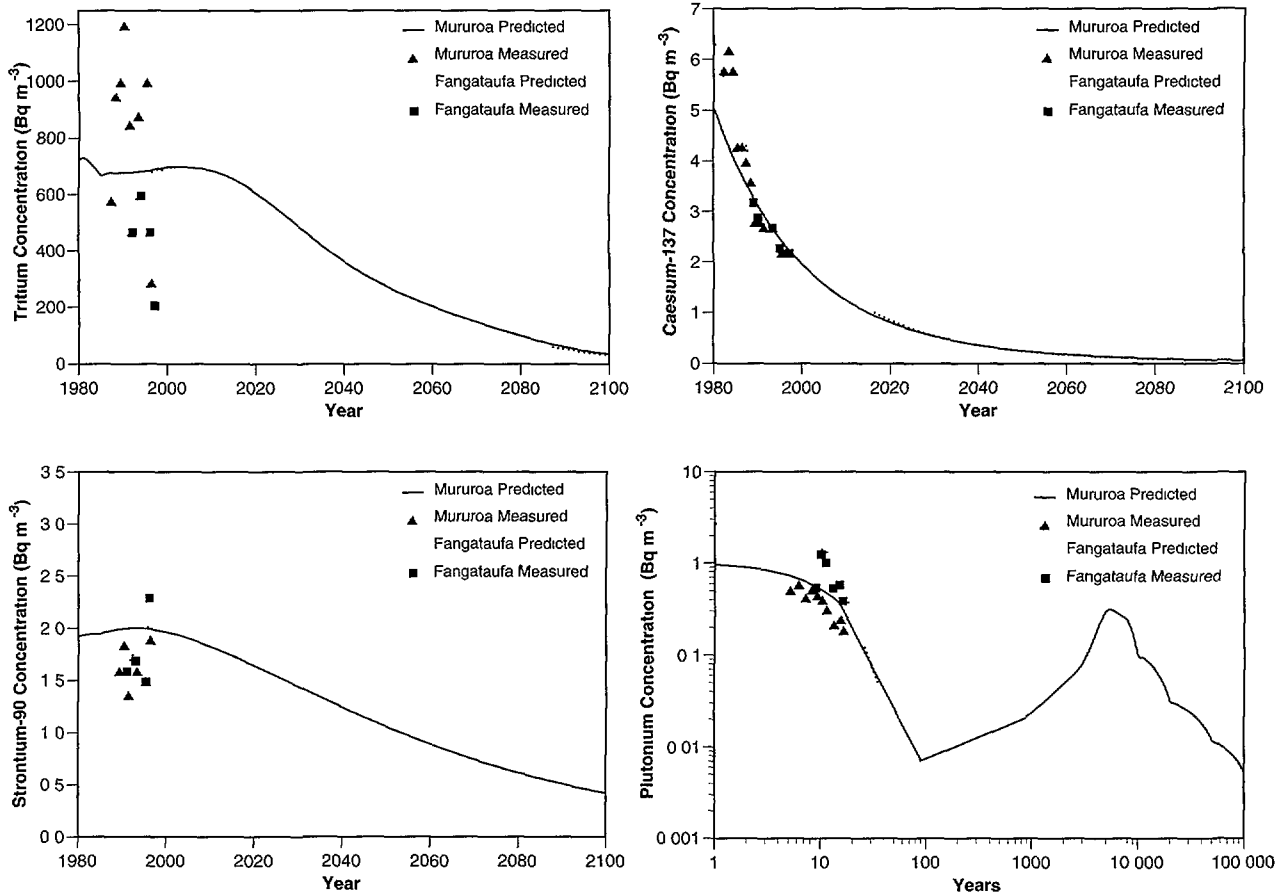 Tritium Concentration (Bq m⁻³)
1200
1000
800
600
400
200
0
Mururoa Predicted
Mururoa Measured
Fangataufa Predicted
Fangataufa Measured
1980 2000 2020 2040 2060 2080 2100
Year
Caesium-137 Concentration (Bq m⁻³)
7
6
5
4
3
2
1
0
Mururoa Predicted
Mururoa Measured
Fangataufa Predicted
Fangataufa Measured
1980 2000 2020 2040 2060 2080 2100
Year
Strontium-90 Concentration (Bq m⁻³)
3 5
3 0
2 5
2 0
1 5
1 0
0 5
0 0
Mururoa Predicted
Mururoa Measured
Fangataufa Predicted
Fangataufa Measured
1980 2000 2020 2040 2060 2080 2100
Year
Plutonium Concentration (Bq m⁻³)
10
1
0 1
0 01
0 001
Mururoa Predicted
Mururoa Measured
Fangataufa Predicted
Fangataufa Measured
1 10 100 1000 10 000 100 000
Years